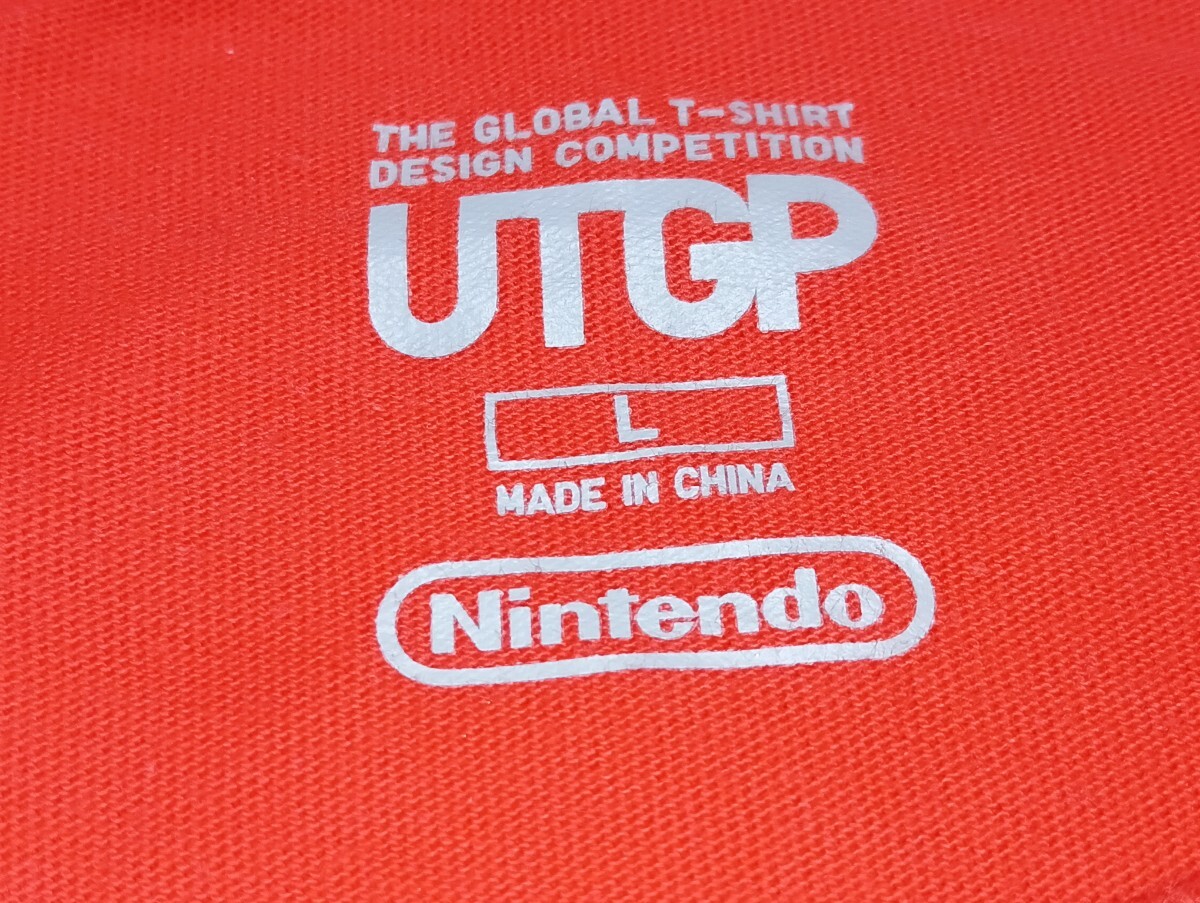 THE GLOBAL T-SHIRT
DESIGN COMPETITION
UTGP
L
MADE IN CHINA
Nintendo